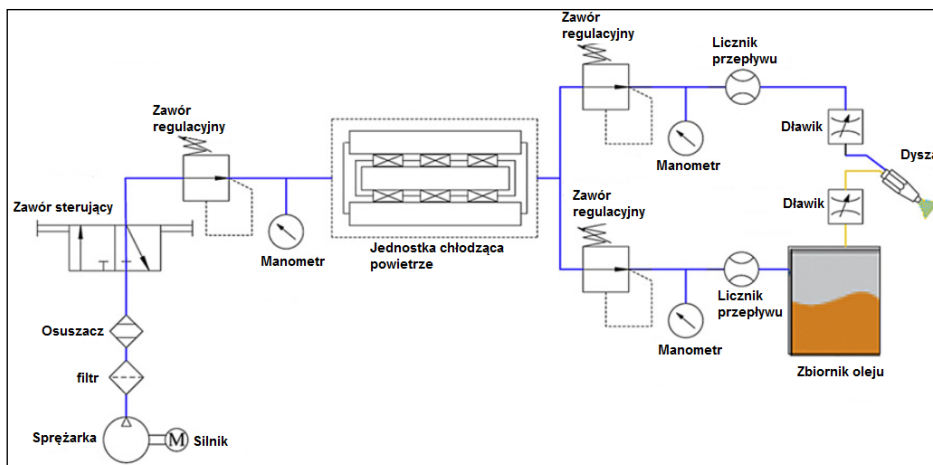 Zawór
regulacyjny
Licznik
przepływu
Zawór
regulacyjny
Dławik
Manometr
Dysza
Zawór sterujący
Zawór
regulacyjny
Dławik
Manometr
Jednostka chłodząca
powietrze
Licznik
przepływu
Osuszacz
Manometr
filtr
Zbiornik oleju
Sprężarka
M
Silnik